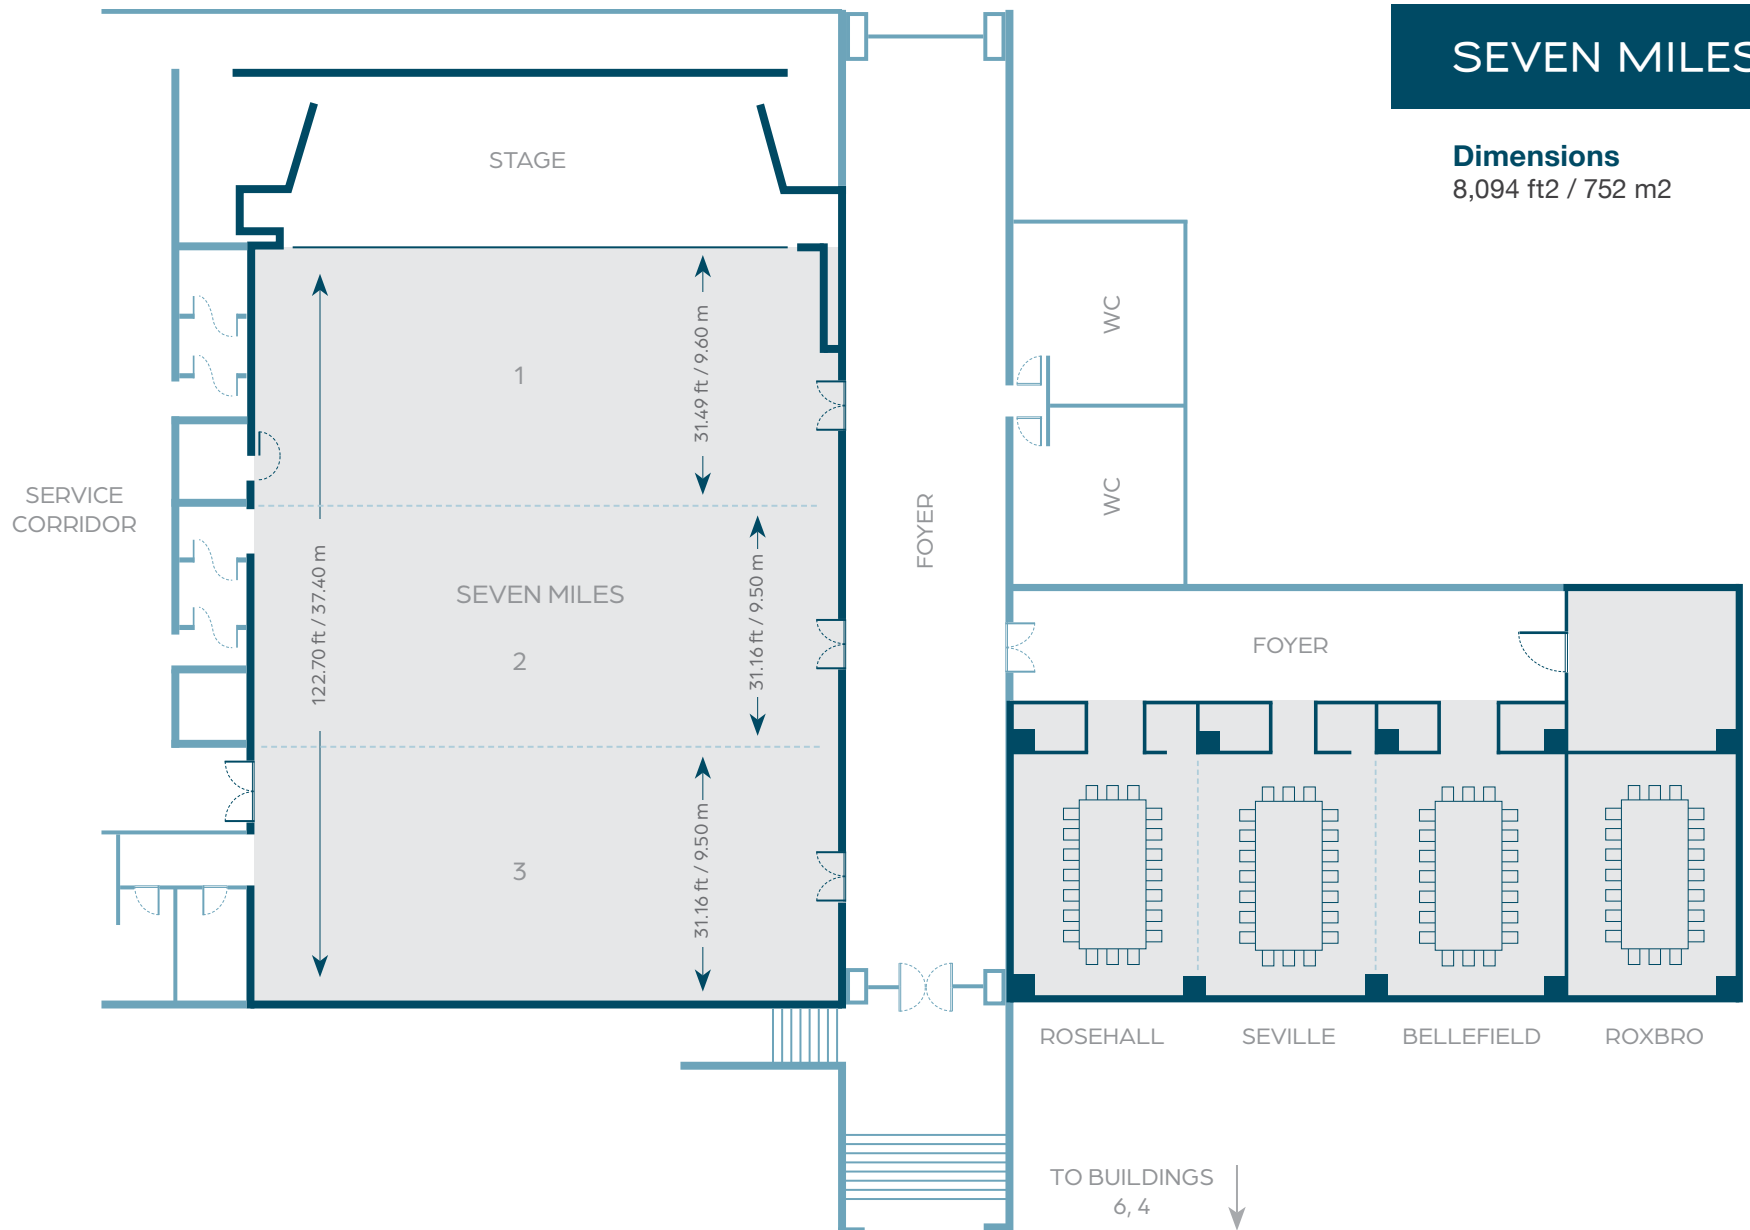 SEVEN MILES
Dimensions
8,094 ft2 / 752 m2
STAGE
WC
1
31.49 ft / 9.60 m
SERVICE
CORRIDOR
WC
FOYER
122.70 ft / 37.40 m
SEVEN MILES
31.16 ft / 9.50 m
2
FOYER
3
31.16 ft / 9.50 m
ROSEHALL
SEVILLE
BELLEFIELD
ROXBRO
TO BUILDINGS
6, 4